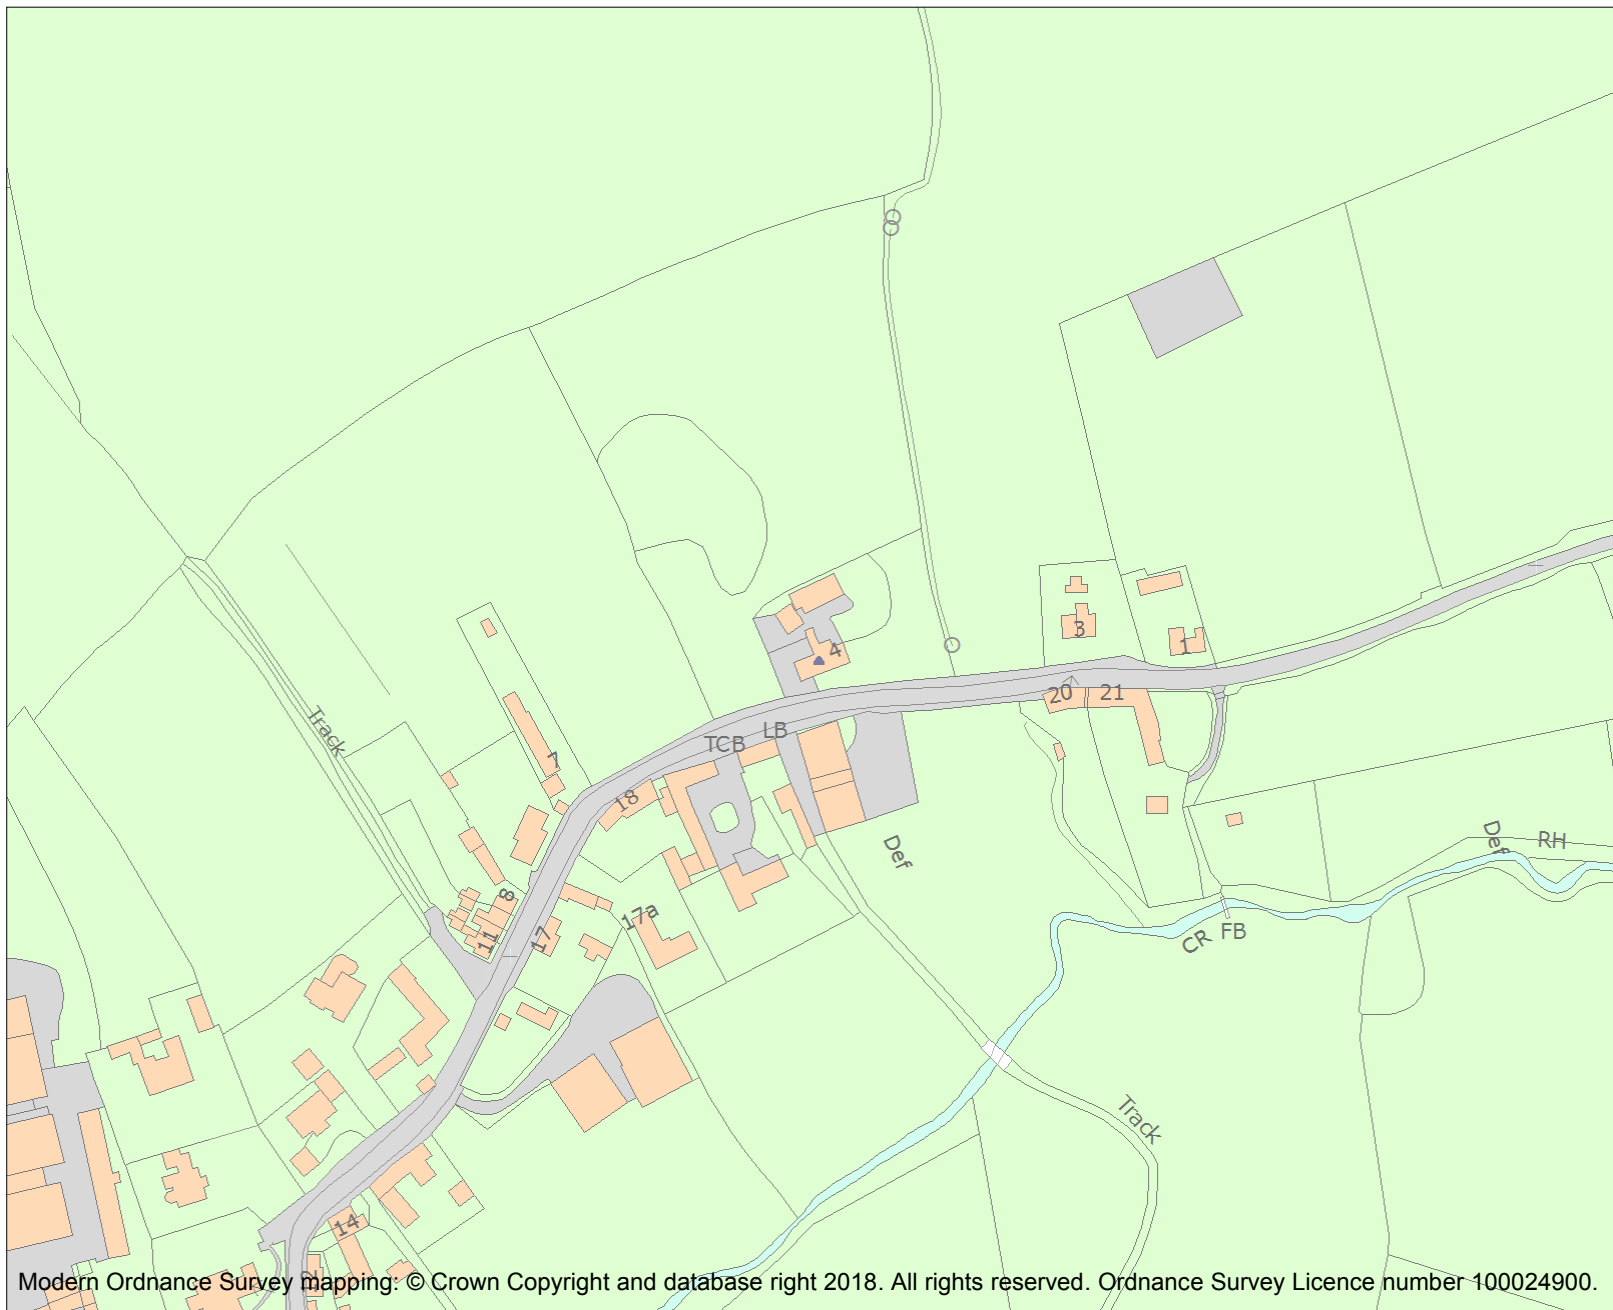 3
1
4
20
21
Track
LB
TCB
7
18
Def
Def
RH
8
17a
11
17
CR
FB
Track
14
Modern Ordnance Survey mapping: © Crown Copyright and database right 2018. All rights reserved. Ordnance Survey Licence number 100024900.